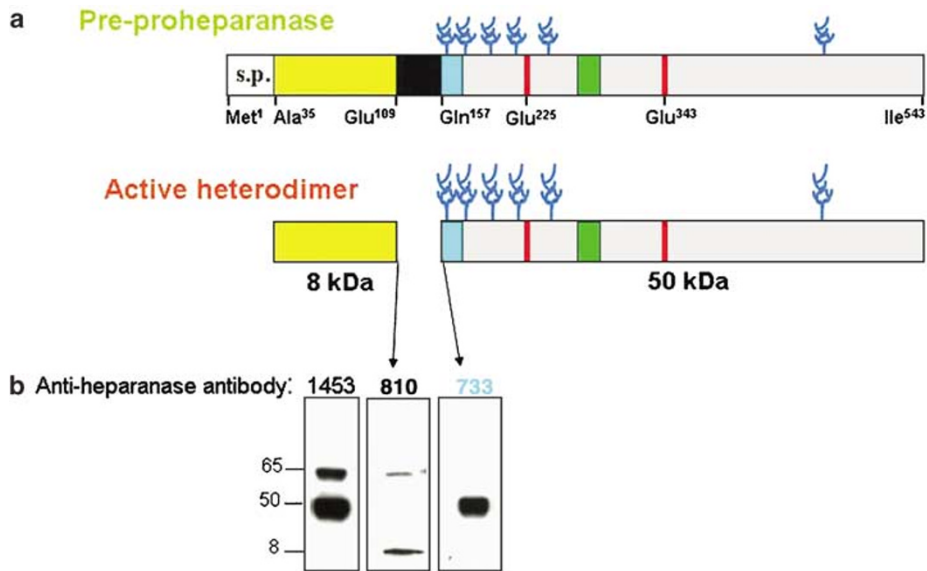 a Pre-proheparanase
s.p.
Met¹ Ala³⁵ Glu¹⁰⁹ Gln¹⁵⁷ Glu²²⁵ Glu³⁴³ Ile⁵⁴³
Active heterodimer
8 kDa 50 kDa
b Anti-heparanase antibody: 1453 810 733
65
50
8